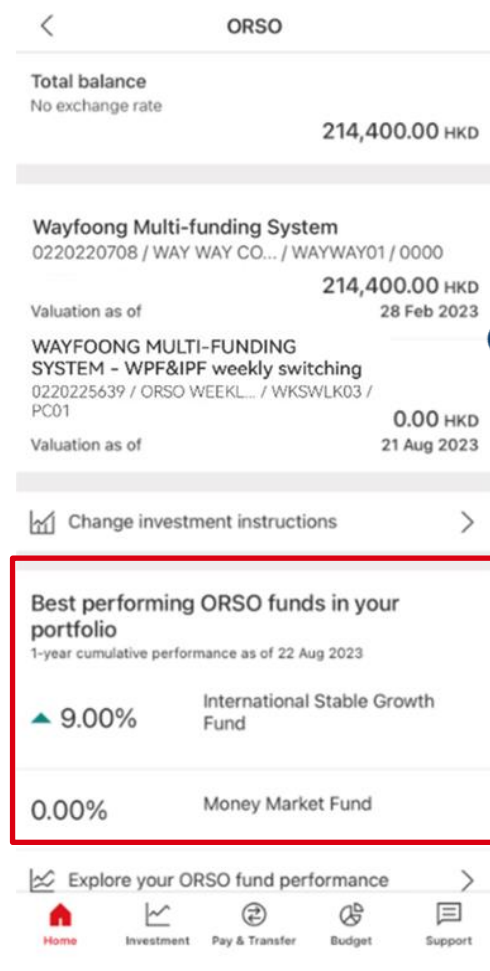 ORSO
Total balance
No exchange rate
214,400.00 HKD
Wayfoong Multi-funding System
0220220708 / WAY WAY CO... / WAYWAY01 / 0000
214,400.00 HKD
Valuation as of 28 Feb 2023
WAYFOONG MULTI-FUNDING
SYSTEM – WPF&IPF weekly switching
0220225639 / ORSO WEEKL... / WKSWLK03 /
PC01
0.00 HKD
Valuation as of 21 Aug 2023
Change investment instructions
Best performing ORSO funds in your
portfolio
1-year cumulative performance as of 22 Aug 2023
9.00% International Stable Growth
Fund
0.00% Money Market Fund
Explore your ORSO fund performance
Home Investment Pay & Transfer Budget Support